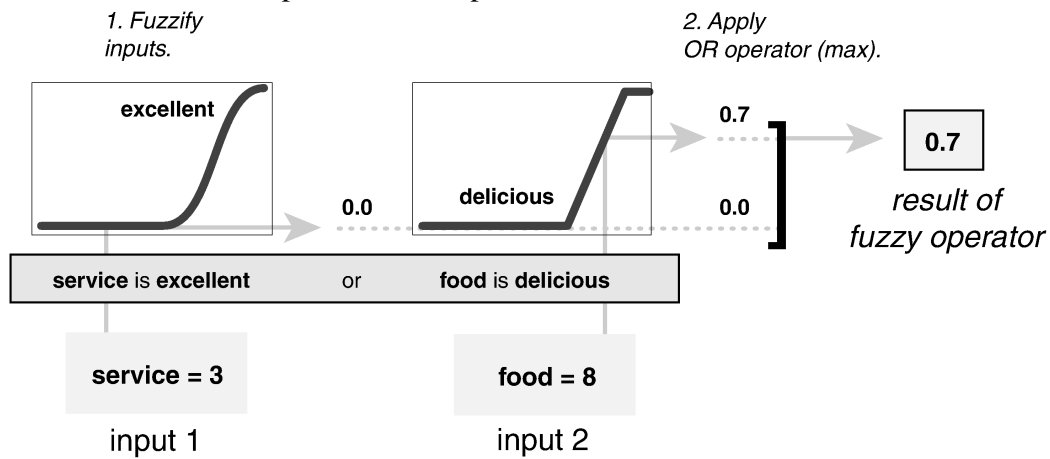 1. Fuzzify
inputs.
2. Apply
OR operator (max).
excellent
delicious
0.7
0.0
0.0
0.7
result of
fuzzy operator
service is excellent or food is delicious
service = 3
food = 8
input 1
input 2